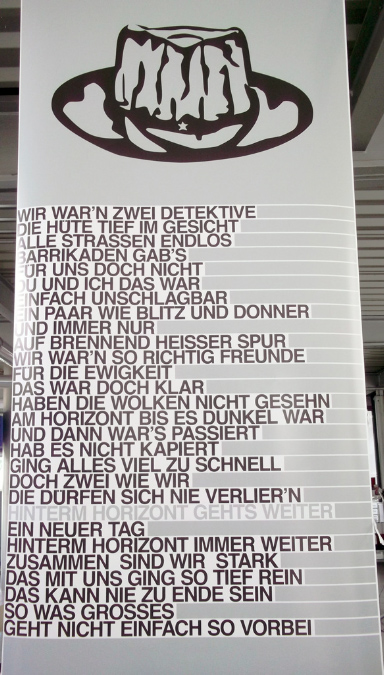 WIR WAR'N ZWEI DETEKTIVE
DIE HÜTE TIEF IM GESICHT
ALLE STRASSEN ENDLOS
BARRIKADEN GAB'S
FÜR UNS DOCH NICHT
DU UND ICH DAS WAR
EINFACH UNSCHLAGBAR
EIN PAAR WIE BLITZ UND DONNER
UND IMMER NUR
AUF BRENNEND HEISSER SPUR
WIR WAR'N SO RICHTIG FREUNDE
FÜR DIE EWIGKEIT
DAS WAR DOCH KLAR
HABEN DIE WOLKEN NICHT GESEHN
AM HORIZONT BIS ES DUNKEL WAR
UND DANN WAR'S PASSIERT
HAB ES NICHT KAPIERT
GING ALLES VIEL ZU SCHNELL
DOCH ZWEI WIE WIR
DIE DÜRFEN SICH NIE VERLIER'N
HINTERM HORIZONT GEHTS WEITER
EIN NEUER TAG
HINTERM HORIZONT IMMER WEITER
ZUSAMMEN SIND WIR STARK
DAS MIT UNS GING SO TIEF REIN
DAS KANN NIE ZU ENDE SEIN
SO WAS GROSSES
GEHT NICHT EINFACH SO VORBEI